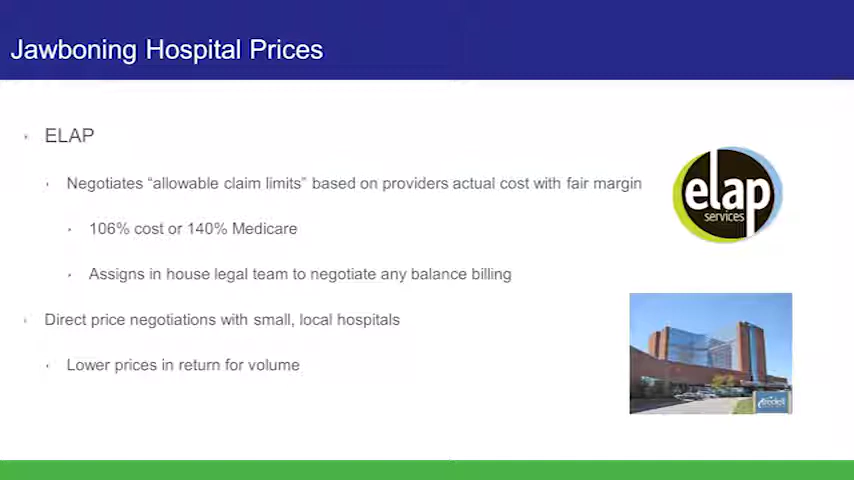 Jawboning Hospital Prices
ELAP
Negotiates “allowable claim limits” based on providers actual cost with fair margin
106% cost or 140% Medicare
Assigns in house legal team to negotiate any balance billing
Direct price negotiations with small, local hospitals
Lower prices in return for volume
elap
services